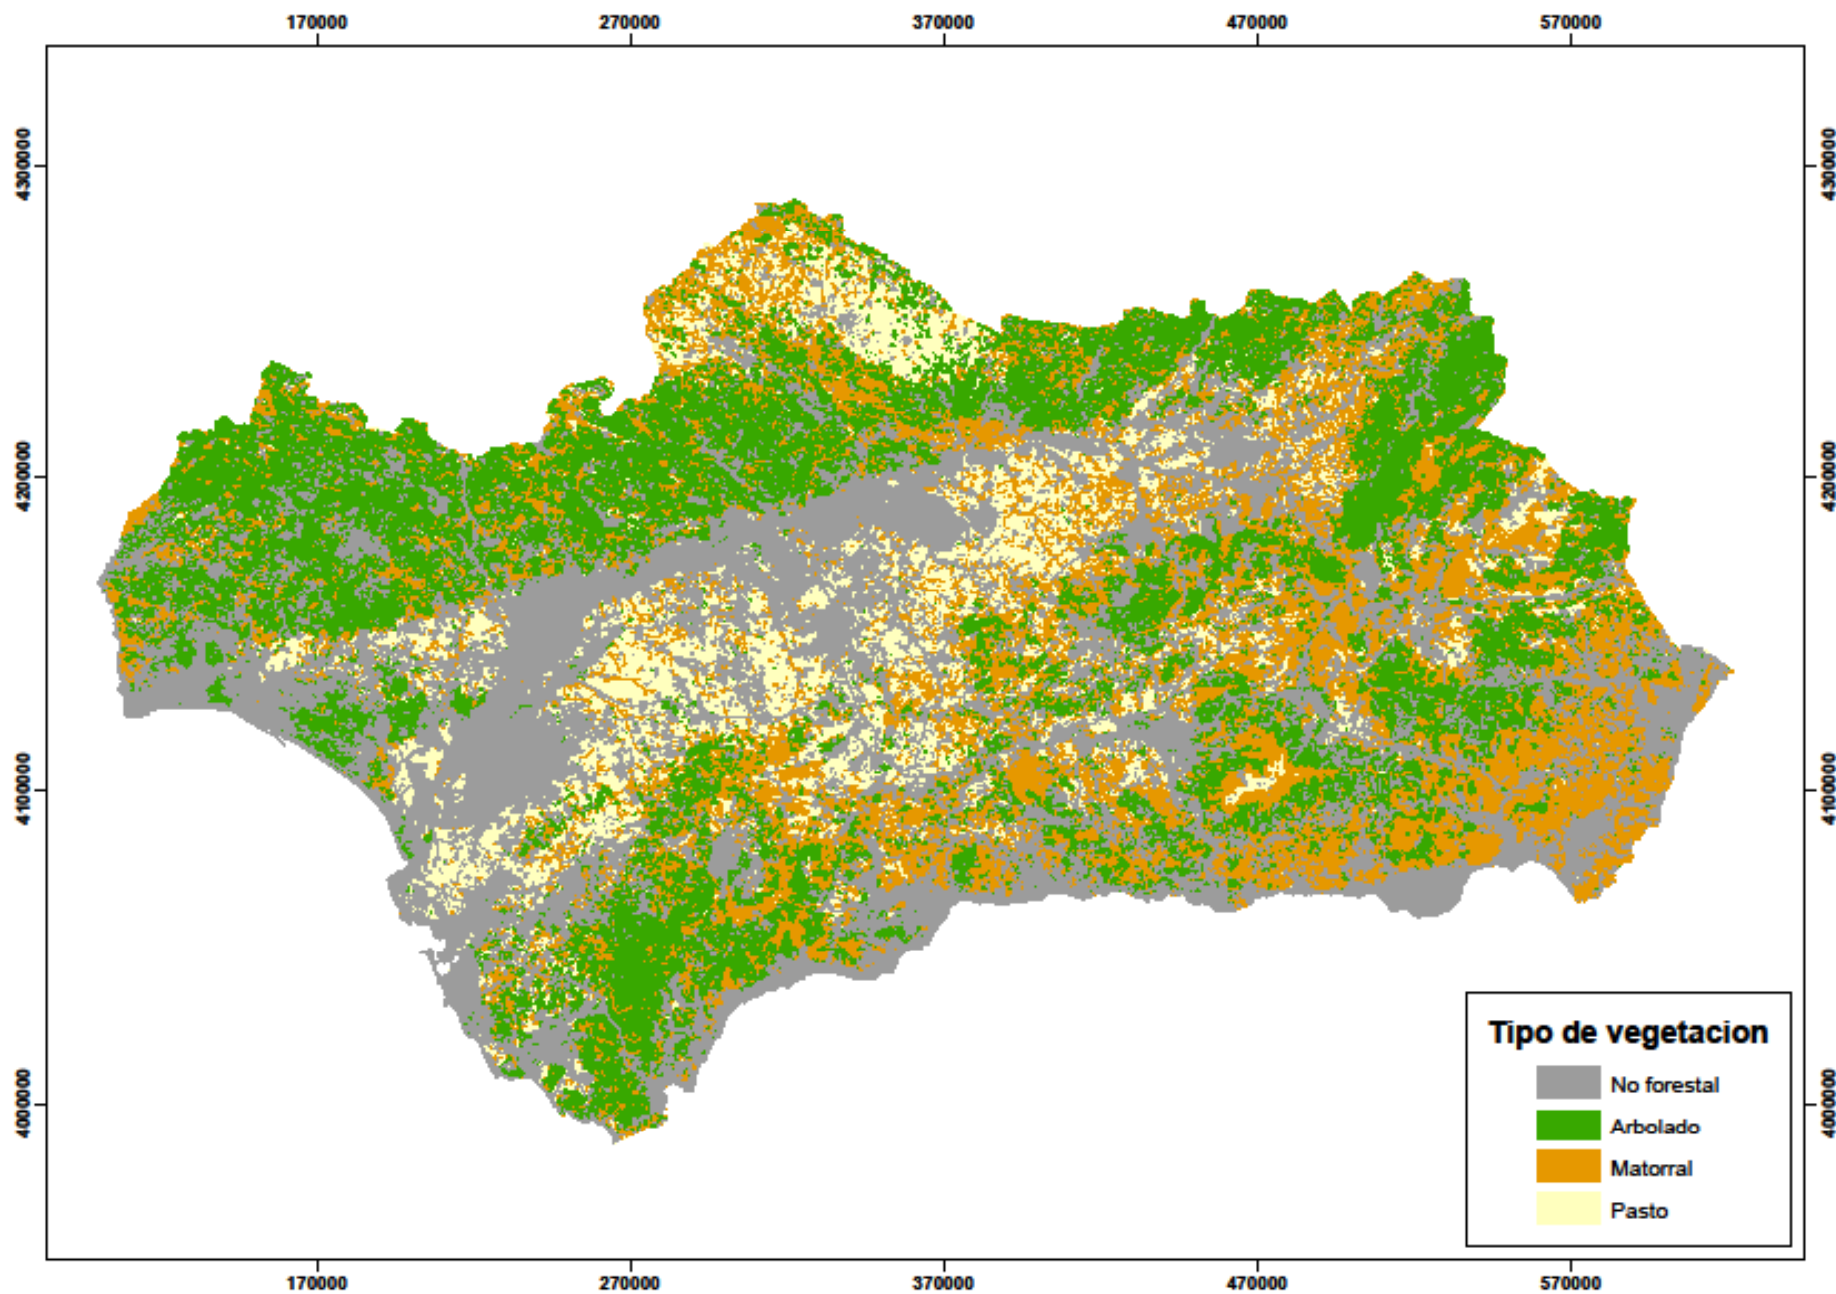 170000 270000 370000 470000 570000
4300000 4300000
4200000 4200000
4100000 4100000
4000000 4000000
Tipo de vegetacion
No forestal
Arbolado
Matorral
Pasto
170000 270000 370000 470000 570000